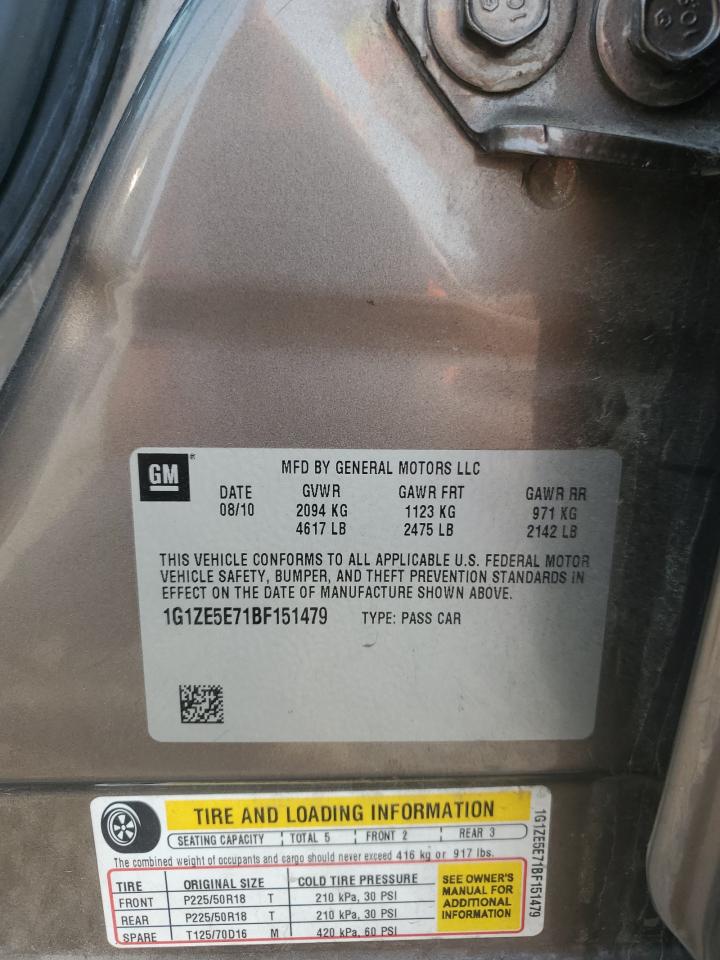 GM
MFD BY GENERAL MOTORS LLC
DATE GVWR GAWR FRT GAWR RR
08/10 2094 KG 1123 KG 971 KG
4617 LB 2475 LB 2142 LB
THIS VEHICLE CONFORMS TO ALL APPLICABLE U.S. FEDERAL MOTOR
VEHICLE SAFETY, BUMPER, AND THEFT PREVENTION STANDARDS IN
EFFECT ON THE DATE OF MANUFACTURE SHOWN ABOVE.
1G1ZE5E71BF151479 TYPE: PASS CAR
TIRE AND LOADING INFORMATION
SEATING CAPACITY TOTAL 5 FRONT 2 REAR 3
The combined weight of occupants and cargo should never exceed 416 kg or 917 lbs.
TIRE ORIGINAL SIZE COLD TIRE PRESSURE
FRONT P225/50R18 T 210 kPa, 30 PSI
REAR P225/50R18 T 210 kPa, 30 PSI
SPARE T125/70D16 M 420 kPa, 60 PSI
SEE OWNER'S
MANUAL FOR
ADDITIONAL
INFORMATION
1G1ZE5E71BF151479